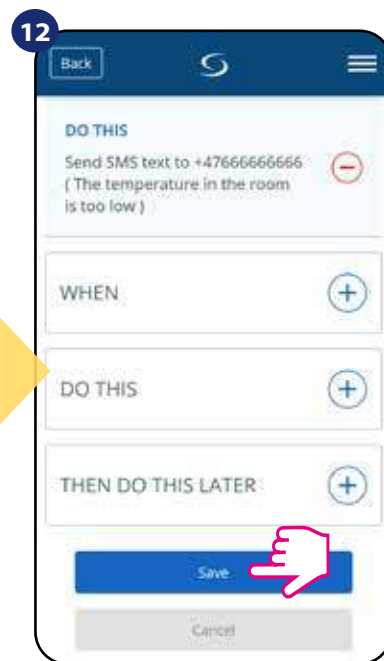 12
Back
DO THIS
Send SMS text to +47666666666
( The temperature in the room
is too low )
WHEN
DO THIS
THEN DO THIS LATER
Save
Cancel